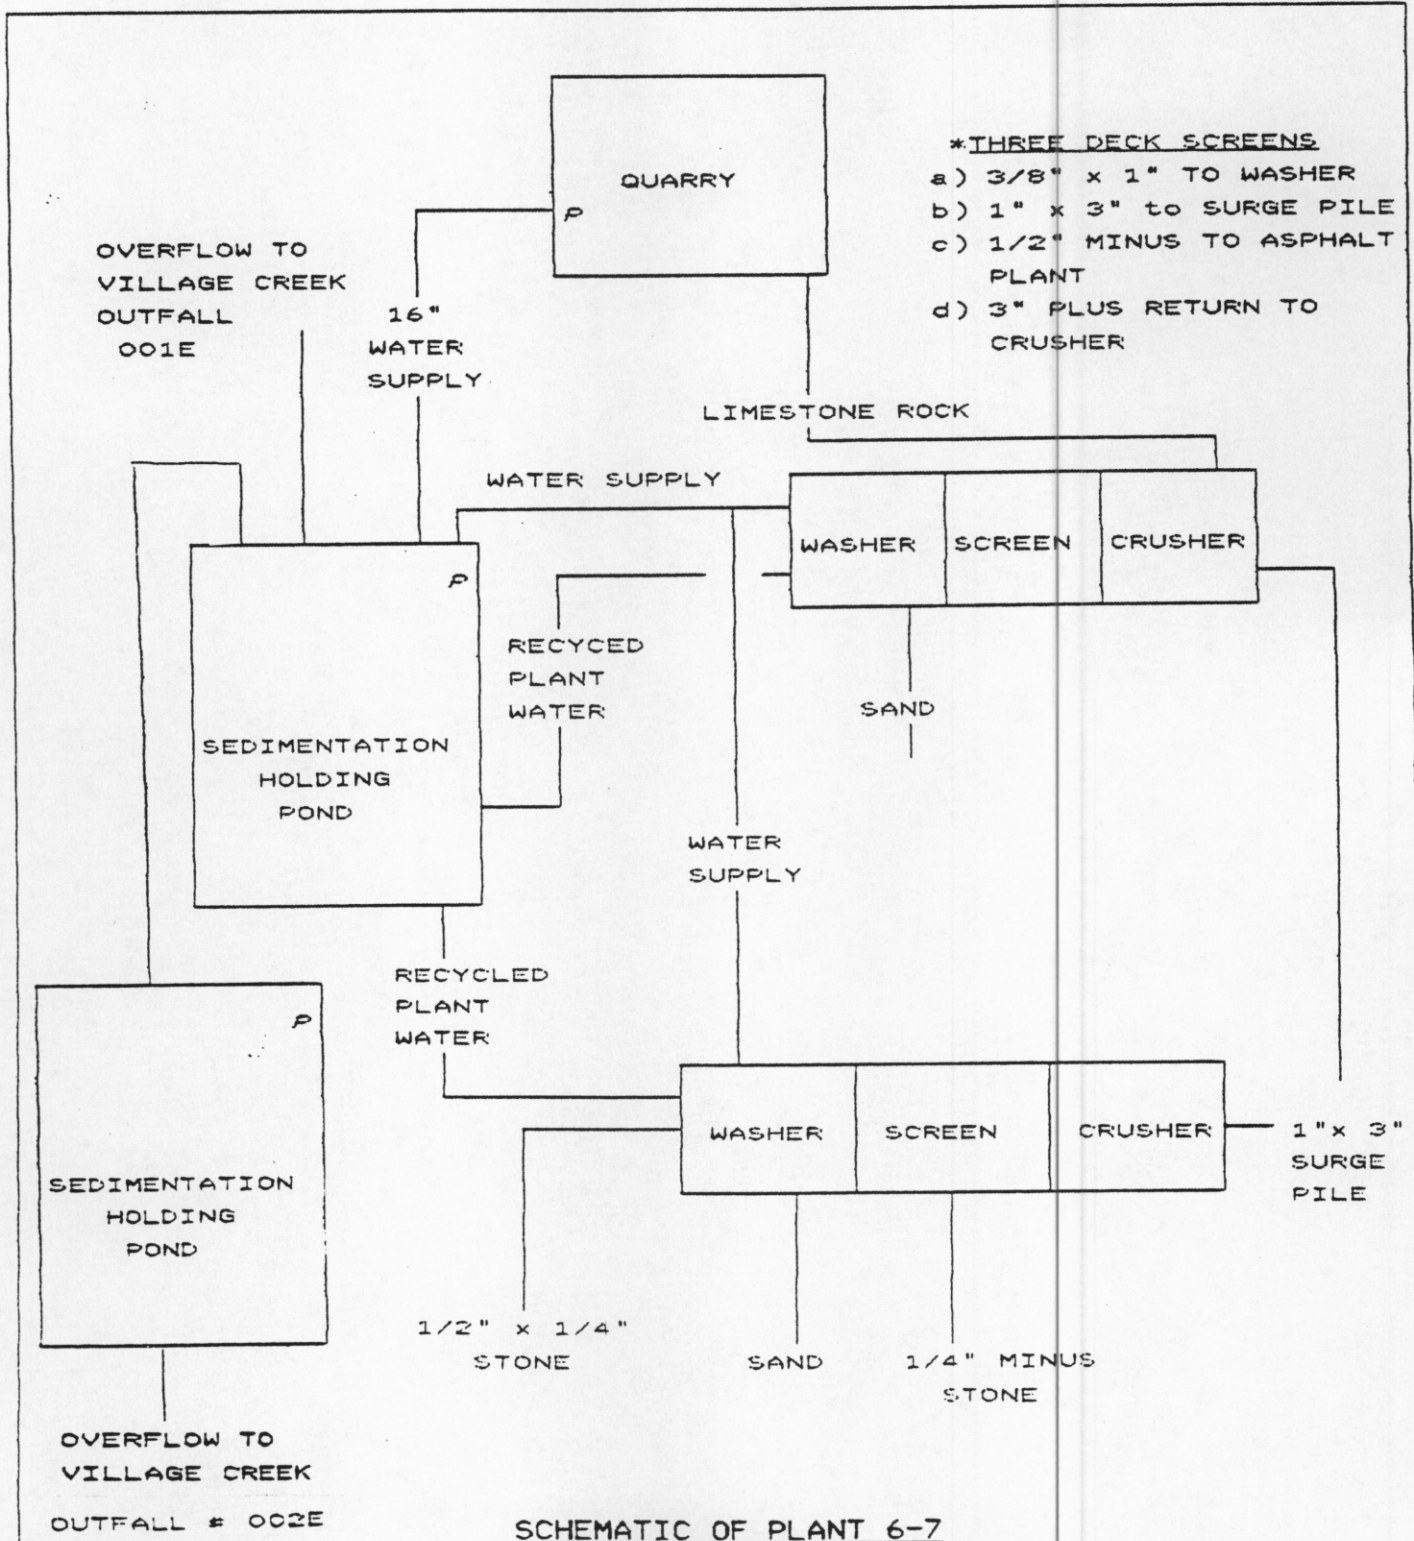 QUARRY
P
*THREE DECK SCREENS
a) 3/8" x 1" TO WASHER
b) 1" x 3" to SURGE PILE
c) 1/2" MINUS TO ASPHALT
PLANT
d) 3" PLUS RETURN TO
CRUSHER
OVERFLOW TO
VILLAGE CREEK
OUTFALL
001E
16"
WATER
SUPPLY
LIMESTONE ROCK
WATER SUPPLY
WASHER
SCREEN
CRUSHER
P
RECYCED
PLANT
WATER
SAND
SEDIMENTATION
HOLDING
POND
WATER
SUPPLY
RECYCLED
PLANT
WATER
P
SEDIMENTATION
HOLDING
POND
WASHER
SCREEN
CRUSHER
1"x 3"
SURGE
PILE
1/2" x 1/4"
STONE
SAND
1/4" MINUS
STONE
OVERFLOW TO
VILLAGE CREEK
OUTFALL # 002E
SCHEMATIC OF PLANT 6-7